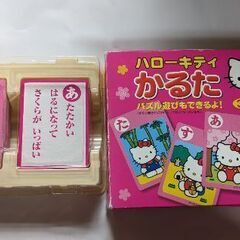 あたたかい
はるになって
さくらが いっぱい
ハローキティ
かるた
パズル遊びもできるよ!
た
す
あ